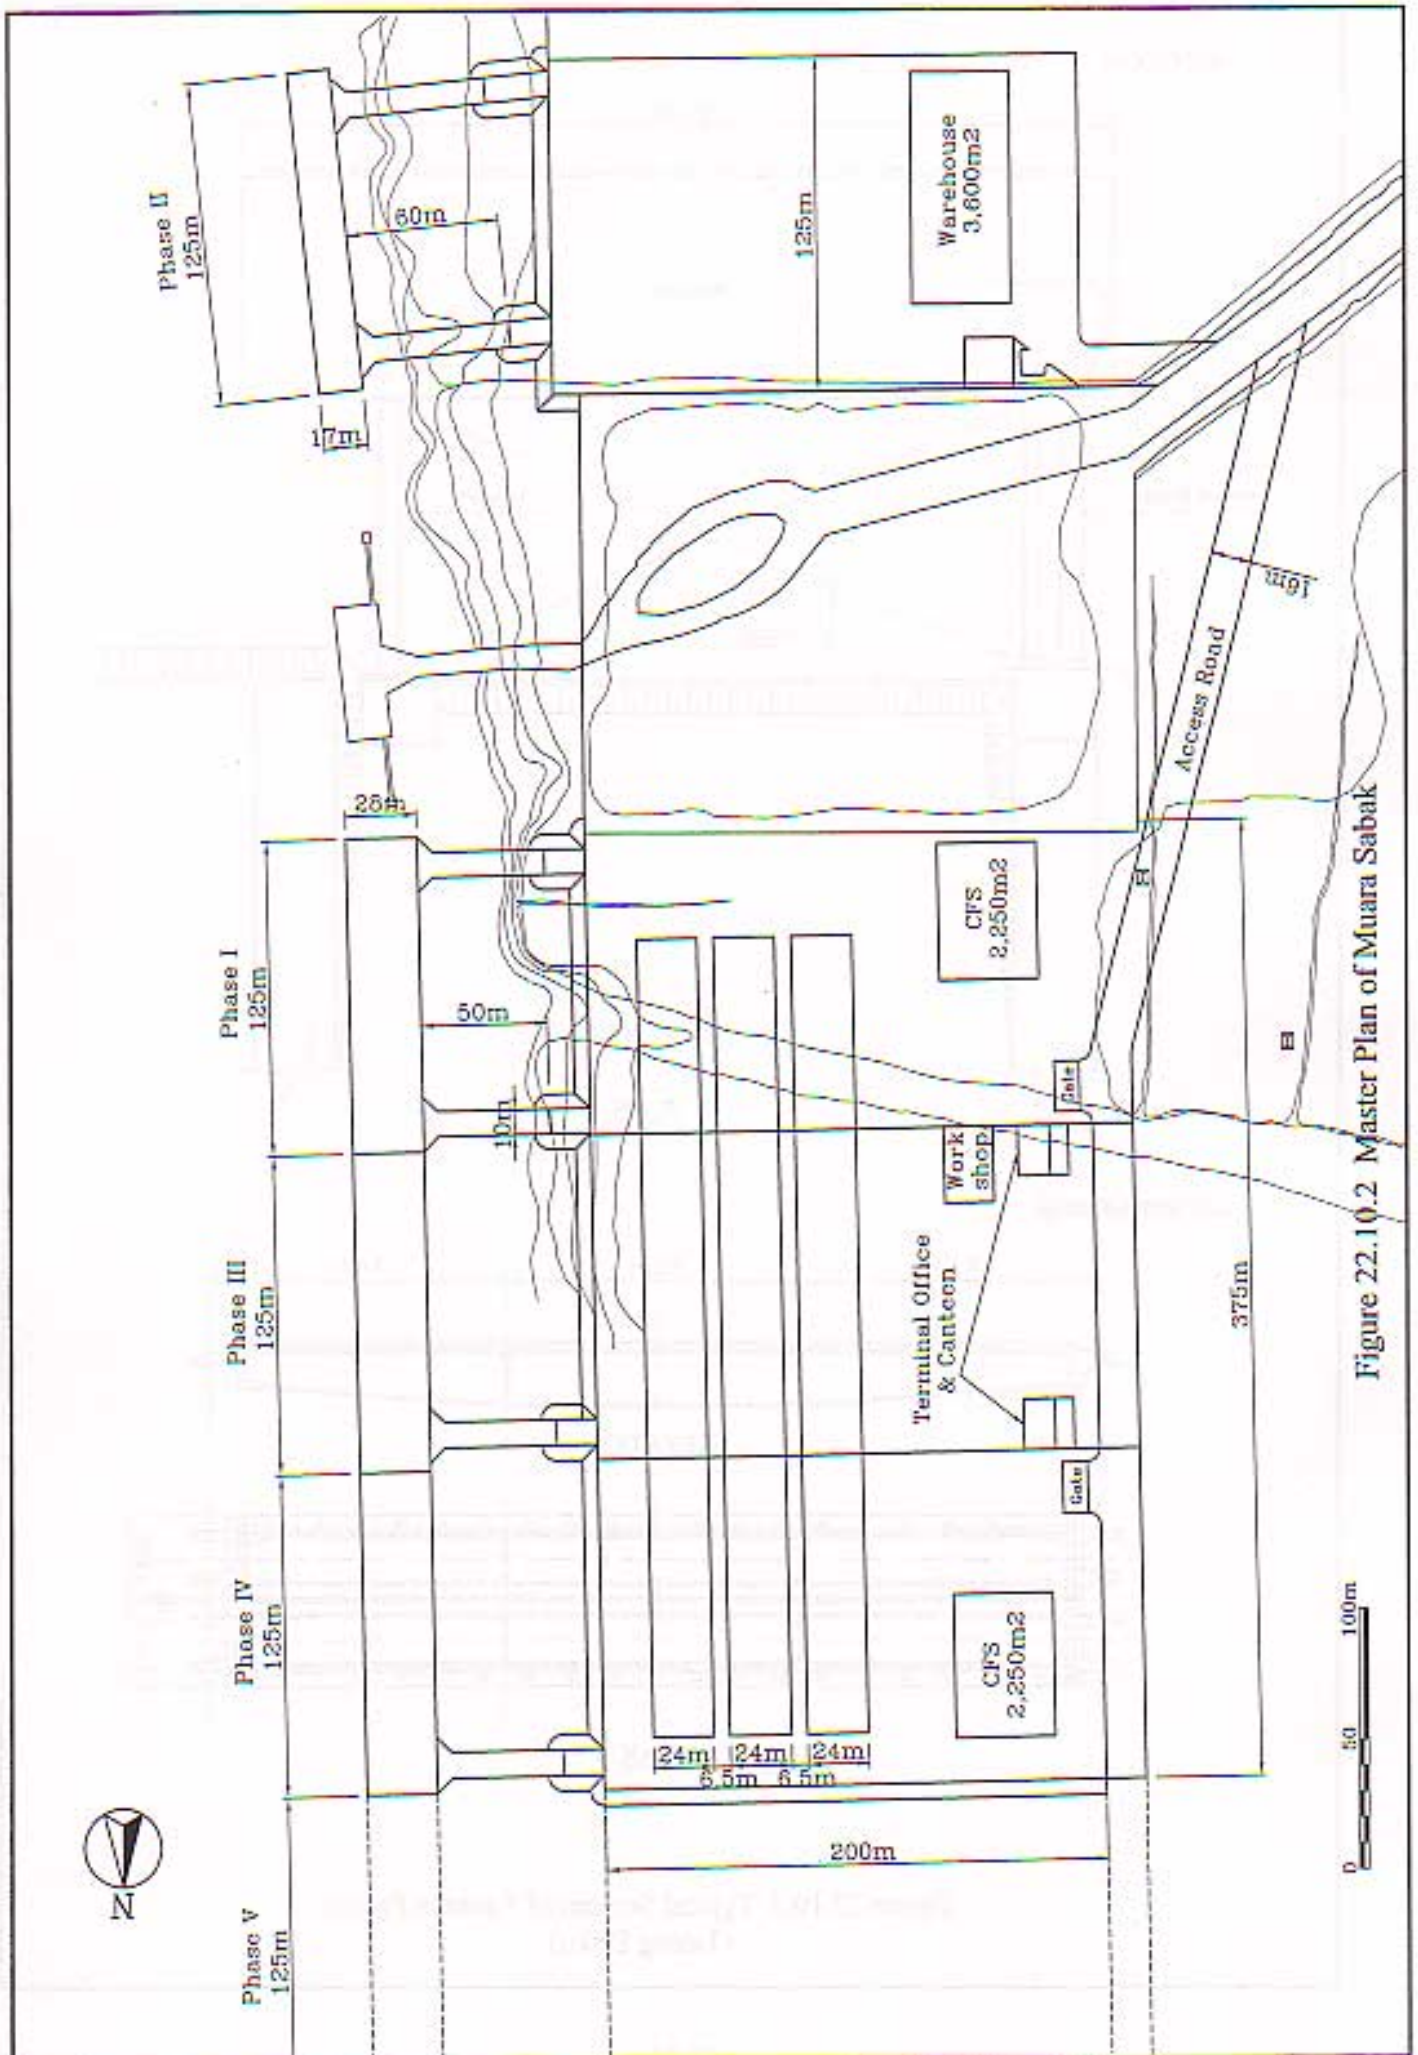 Phase V
125m
Phase IV
125m
Phase III
125m
Phase I
125m
Phase II
125m
N
28m
17m
60m
50m
10m
125m
Warehouse
3,600m2
CFS
2,250m2
Gate
Work
shop
Terminal Office
& Canteen
Gate
CFS
2,250m2
24m
24m
24m
6.5m
6.5m
200m
375m
Access Road
16m
0
50
100m
Figure 22.10.2 Master Plan of Muara Sabak